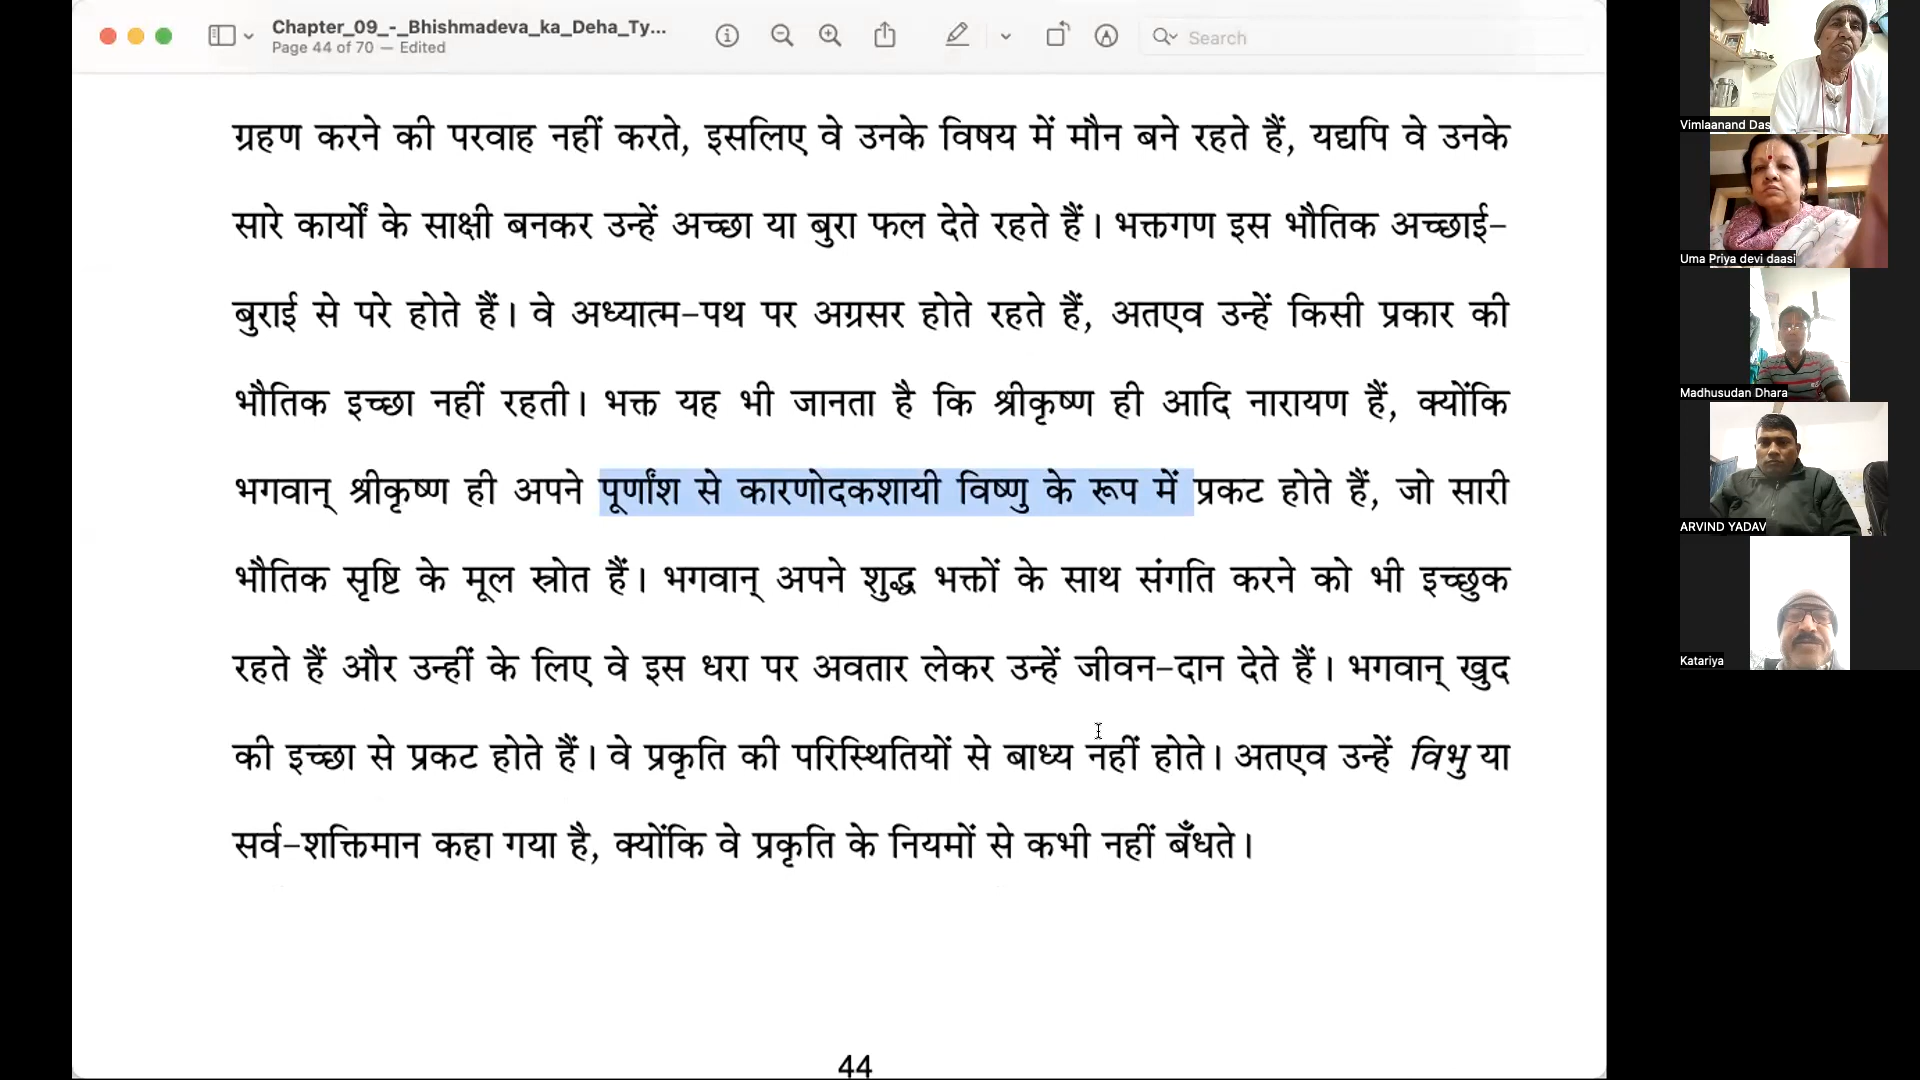 Chapter_09_-_Bhishmadeva_ka_Deha_Ty...
Page 44 of 70 — Edited
Search
ग्रहण करने की परवाह नहीं करते, इसलिए वे उनके विषय में मौन बने रहते हैं, यद्यपि वे उनके
सारे कार्यों के साक्षी बनकर उन्हें अच्छा या बुरा फल देते रहते हैं। भक्तगण इस भौतिक अच्छाई-
बुराई से परे होते हैं। वे अध्यात्म-पथ पर अग्रसर होते रहते हैं, अतएव उन्हें किसी प्रकार की
भौतिक इच्छा नहीं रहती। भक्त यह भी जानता है कि श्रीकृष्ण ही आदि नारायण हैं, क्योंकि
भगवान् श्रीकृष्ण ही अपने पूर्णांश से कारणोदकशायी विष्णु के रूप में प्रकट होते हैं, जो सारी
भौतिक सृष्टि के मूल स्रोत हैं। भगवान् अपने शुद्ध भक्तों के साथ संगति करने को भी इच्छुक
रहते हैं और उन्हीं के लिए वे इस धरा पर अवतार लेकर उन्हें जीवन-दान देते हैं। भगवान् खुद
की इच्छा से प्रकट होते हैं। वे प्रकृति की परिस्थितियों से बाध्य नहीं होते। अतएव उन्हें विभु या
सर्व-शक्तिमान कहा गया है, क्योंकि वे प्रकृति के नियमों से कभी नहीं बँधते।
44
Vimlaanand Das
Uma Priya devi daasi
Madhusudan Dhara
ARVIND YADAV
Katariya